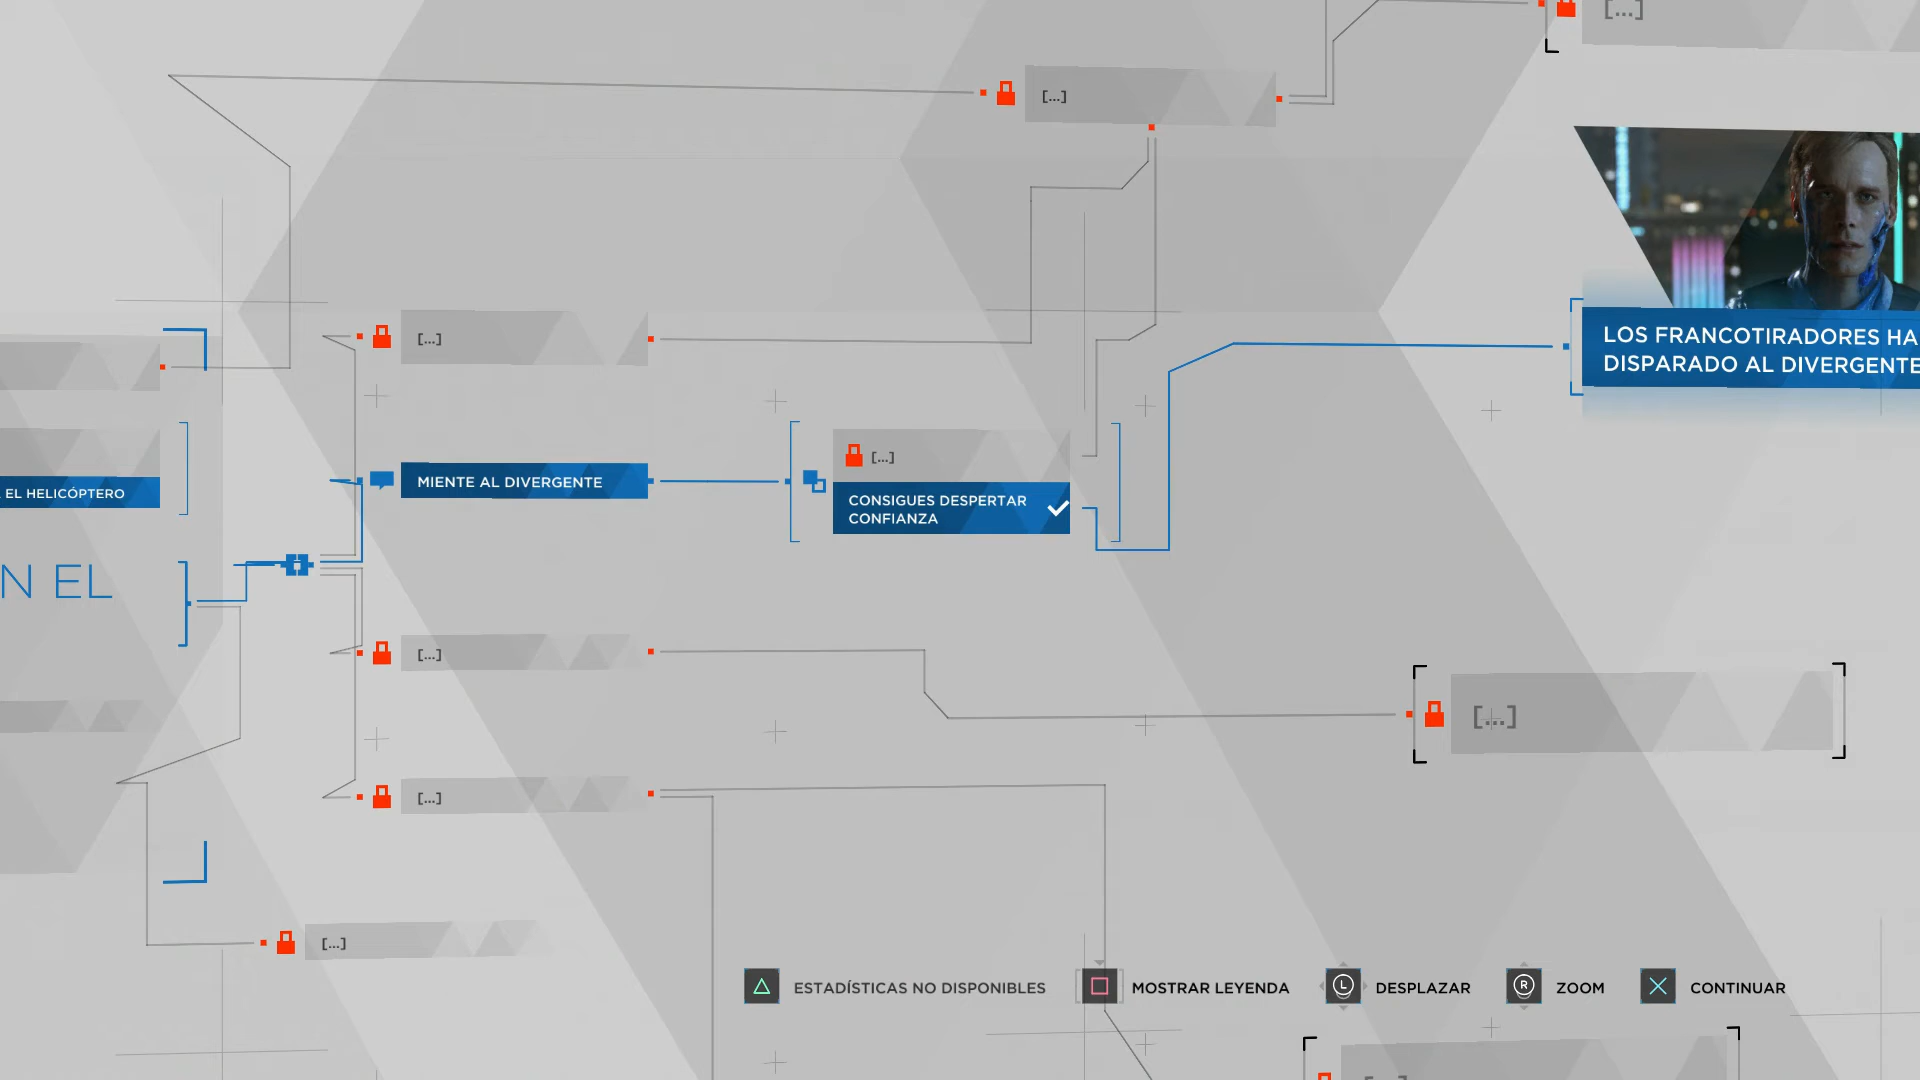 [...]
[...]
LOS FRANCOTIRADORES HA
DISPARADO AL DIVERGENTE
[...]
[...]
MIENTE AL DIVERGENTE
CONSIGUES DESPERTAR
CONFIANZA
EL HELICÓPTERO
N EL
[...]
[...]
[...]
[...]
ESTADÍSTICAS NO DISPONIBLES
MOSTRAR LEYENDA
L
DESPLAZAR
R
ZOOM
CONTINUAR